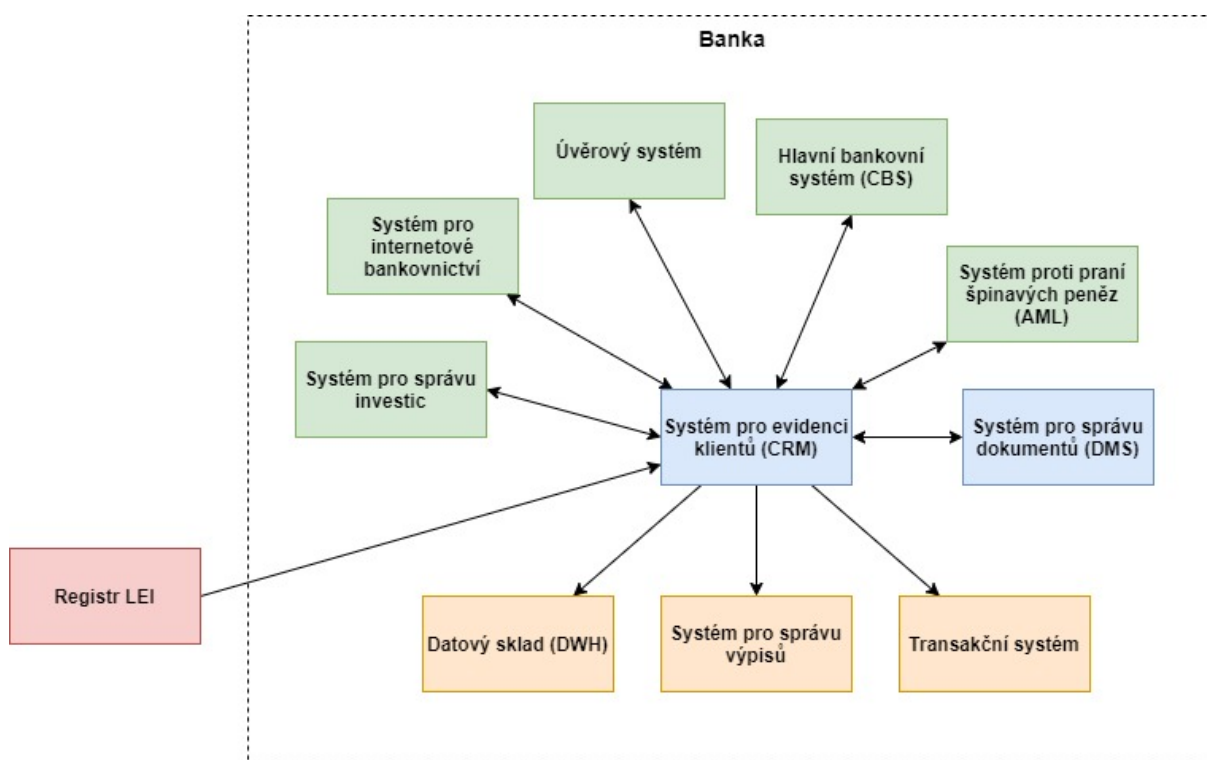 Banka
Úvěrový systém
Hlavní bankovní
systém (CBS)
Systém pro
internetové
bankovnictví
Systém proti praní
špinavých peněz
(AML)
Systém pro správu
investic
Systém pro evidenci
klientů (CRM)
Systém pro správu
dokumentů (DMS)
Registr LEI
Datový sklad (DWH)
Systém pro správu
výpisů
Transakční systém